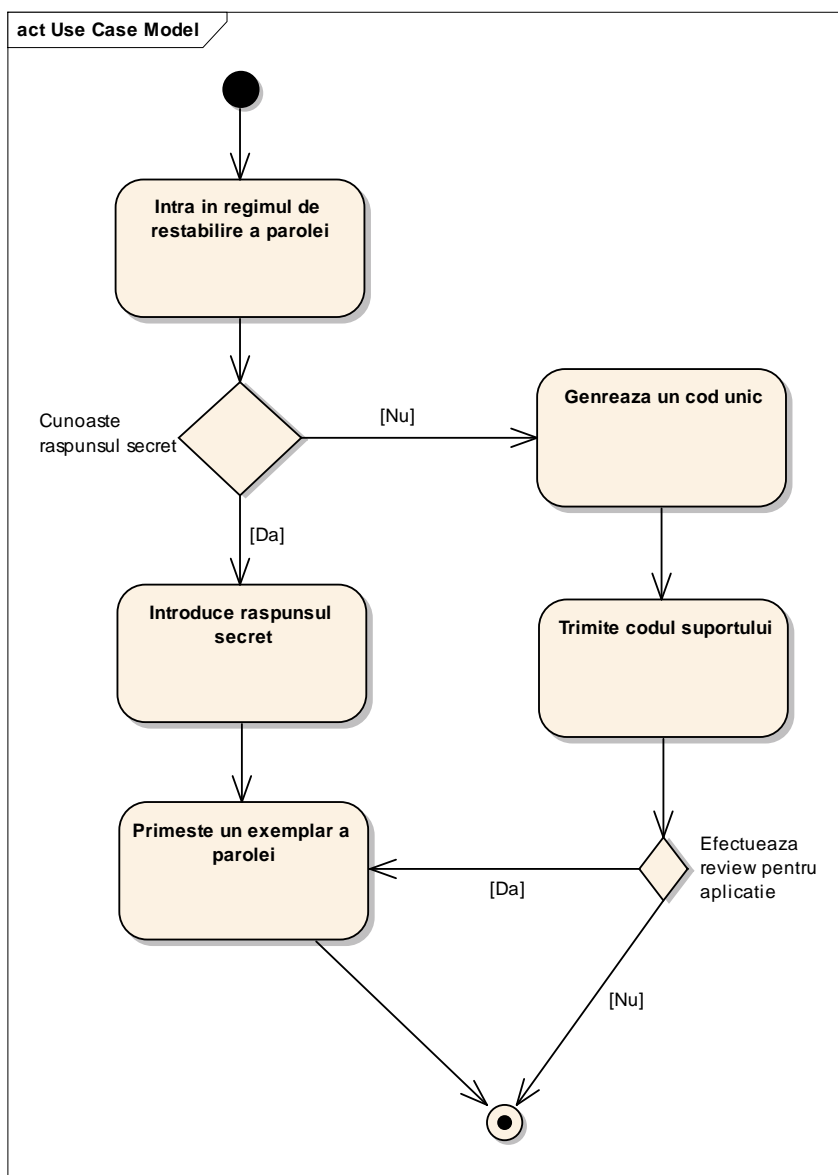 act Use Case Model
Intra in regimul de
restabilire a parolei
Cunoaste
raspunsul secret
[Nu]
Genreaza un cod unic
[Da]
Introduce raspunsul
secret
Trimite codul suportului
Primeste un exemplar a
parolei
Efectueaza
review pentru
aplicatie
[Da]
[Nu]